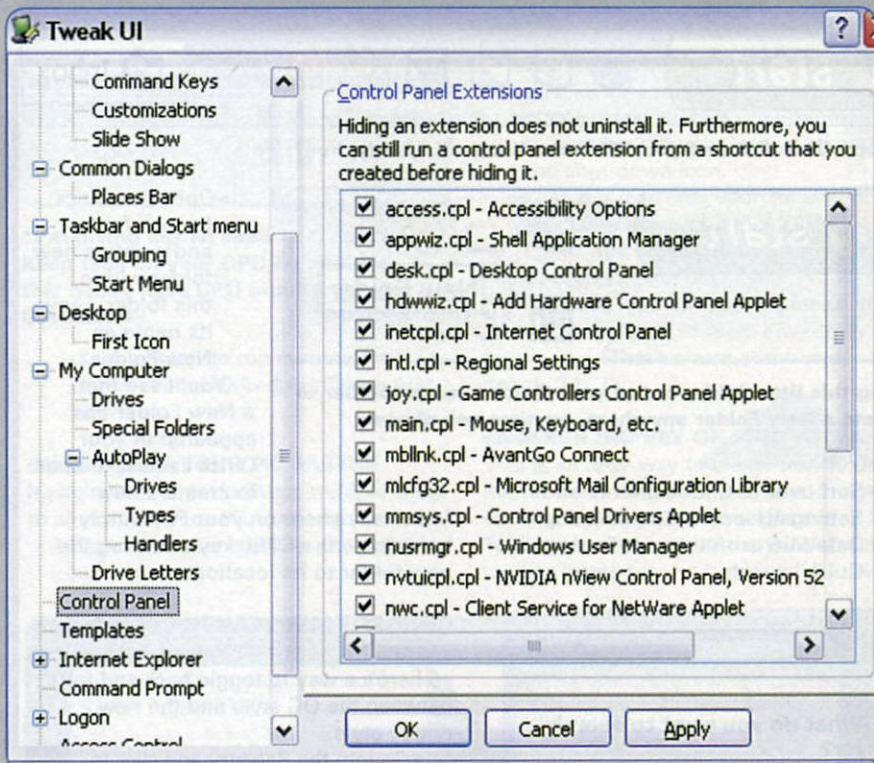 Tweak UI
Command Keys
Customizations
Slide Show
Common Dialogs
Places Bar
Taskbar and Start menu
Grouping
Start Menu
Desktop
First Icon
My Computer
Drives
Special Folders
AutoPlay
Drives
Types
Handlers
Drive Letters
Control Panel
Templates
Internet Explorer
Command Prompt
Logon
Access Control
Control Panel Extensions
Hiding an extension does not uninstall it. Furthermore, you
can still run a control panel extension from a shortcut that you
created before hiding it.
access.cpl - Accessibility Options
appwiz.cpl - Shell Application Manager
desk.cpl - Desktop Control Panel
hdwwiz.cpl - Add Hardware Control Panel Applet
inetcpl.cpl - Internet Control Panel
intl.cpl - Regional Settings
joy.cpl - Game Controllers Control Panel Applet
main.cpl - Mouse, Keyboard, etc.
mbllnk.cpl - AvantGo Connect
mlcfg32.cpl - Microsoft Mail Configuration Library
mmsys.cpl - Control Panel Drivers Applet
nusrmgr.cpl - Windows User Manager
nvtuicpl.cpl - NVIDIA nView Control Panel, Version 52
nwc.cpl - Client Service for NetWare Applet
OK
Cancel
Apply